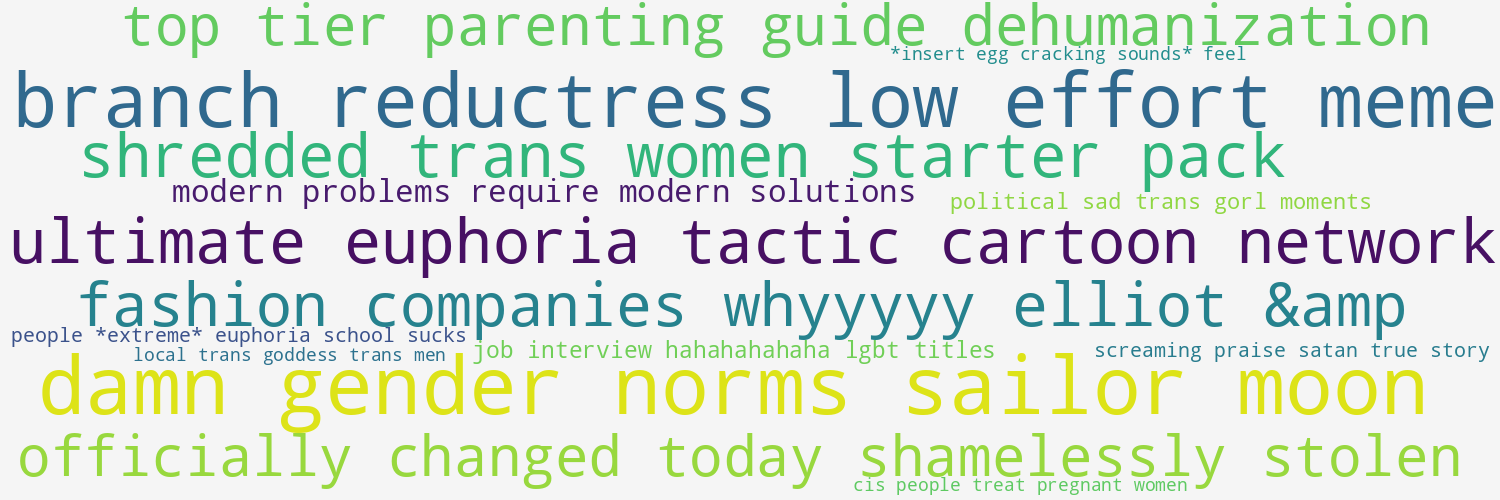 top tier parenting guide dehumanization
*insert egg cracking sounds* feel
branch reductress low effort meme
shredded trans women starter pack
modern problems require modern solutions
political sad trans gorl moments
ultimate euphoria tactic cartoon network
fashion companies whyyyyy elliot &amp
people *extreme* euphoria school sucks
job interview hahahahahaha lgbt titles
screaming praise satan true story
local trans goddess trans men
damn gender norms sailor moon
officially changed today shamelessly stolen
cis people treat pregnant women